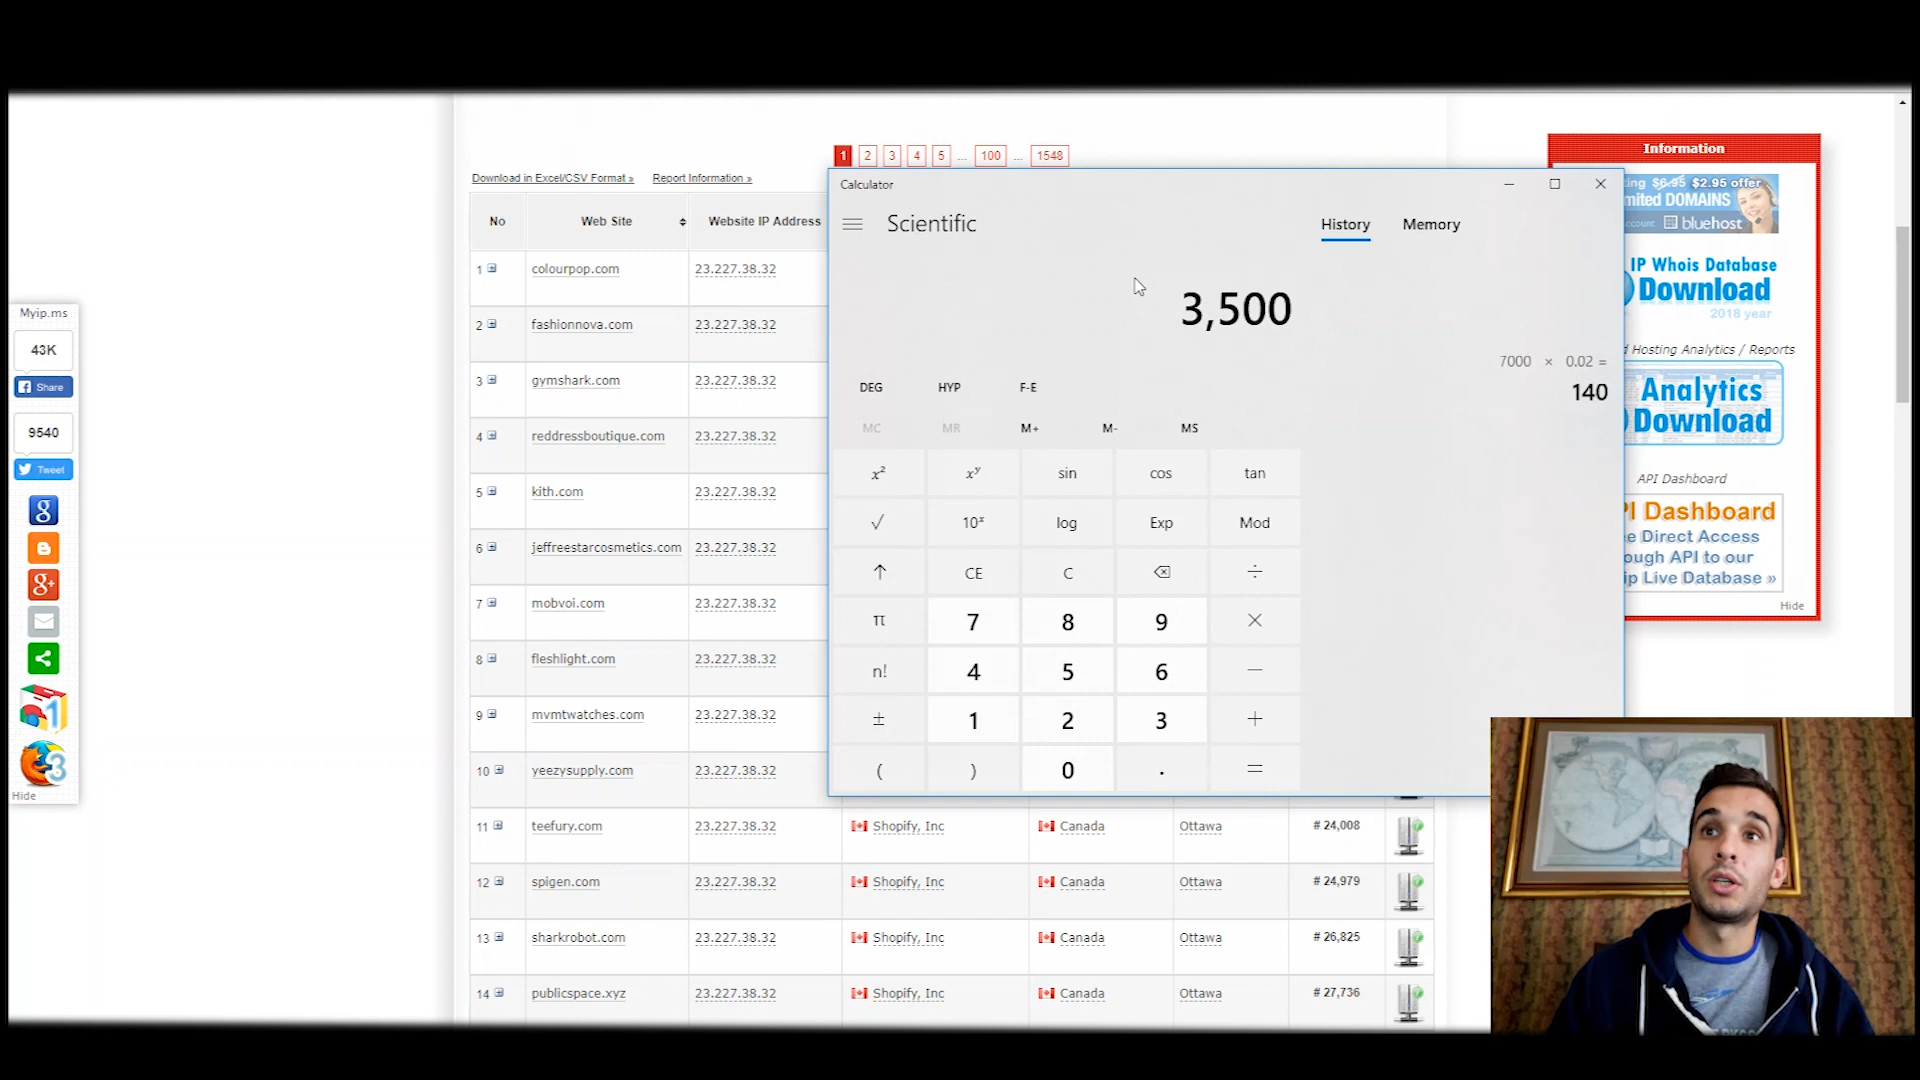 1 2 3 4 5 ... 100 ... 1548
Download in Excel/CSV Format » Report Information »
No Web Site Website IP Address
1 colourpop.com 23.227.38.32
2 fashionnova.com 23.227.38.32
3 gymshark.com 23.227.38.32
4 reddressboutique.com 23.227.38.32
5 kith.com 23.227.38.32
6 jeffreestarcosmetics.com 23.227.38.32
7 mobvoi.com 23.227.38.32
8 fleshlight.com 23.227.38.32
9 mvmtwatches.com 23.227.38.32
10 yeezysupply.com 23.227.38.32
11 teefury.com 23.227.38.32 Shopify, Inc Canada Ottawa # 24,008
12 spigen.com 23.227.38.32 Shopify, Inc Canada Ottawa # 24,979
13 sharkrobot.com 23.227.38.32 Shopify, Inc Canada Ottawa # 26,825
14 publicspace.xyz 23.227.38.32 Shopify, Inc Canada Ottawa # 27,736
Myip.ms
43K
Share
9540
Tweet
g
g+
1
3
Hide
Calculator
Scientific
History Memory
3,500
7000 × 0.02 =
140
DEG HYP F-E
MC MR M+ M- MS
x² xʸ sin cos tan
√ 10ˣ log Exp Mod
↑ CE C ÷
π 7 8 9 ×
n! 4 5 6 −
± 1 2 3 +
( ) 0 . =
Information
ting $6.95 $2.95 offer
mited DOMAINS
account bluehost
IP Whois Database
Download
2018 year
d Hosting Analytics / Reports
Analytics
Download
API Dashboard
PI Dashboard
e Direct Access
ough API to our
ip Live Database »
Hide